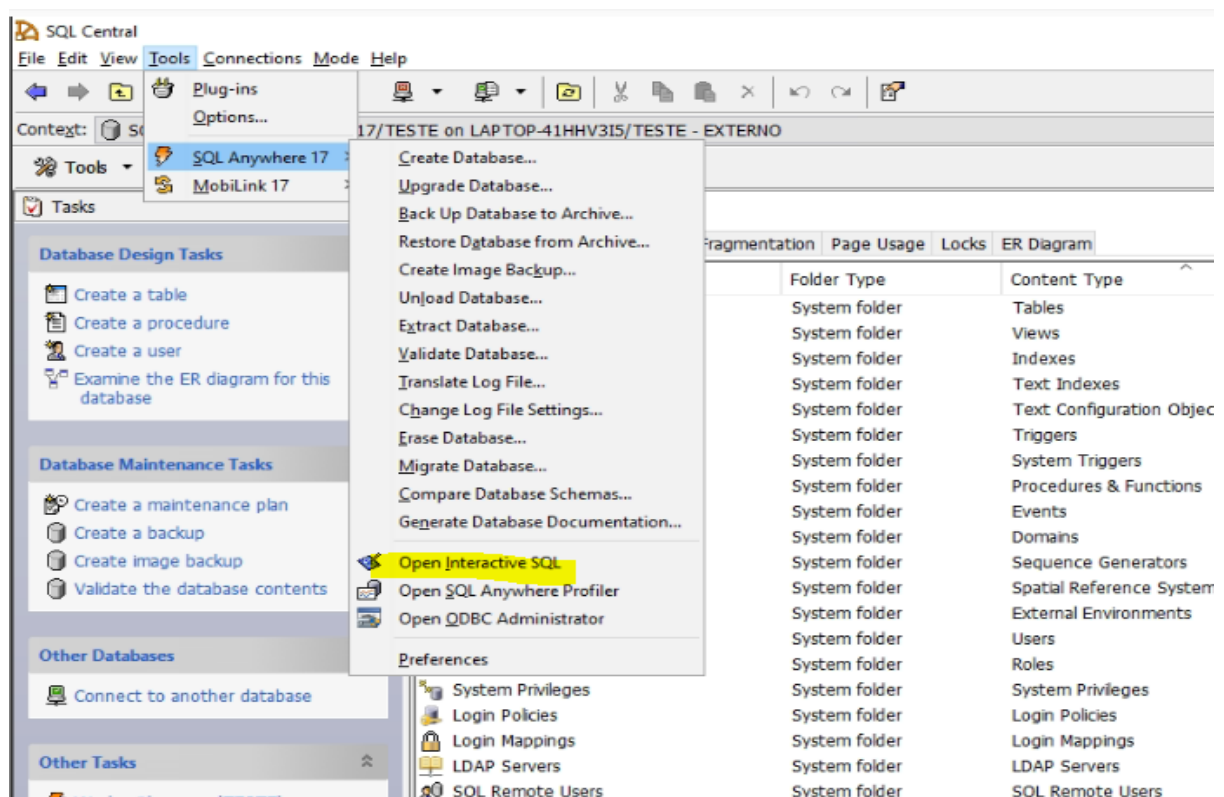 SQL Central
File Edit View Tools Connections Mode Help
Plug-ins
Options...
Context: 17/TESTE on LAPTOP-41HHV3I5/TESTE - EXTERNO
Tools
SQL Anywhere 17
MobiLink 17
Tasks
Database Design Tasks
Create a table
Create a procedure
Create a user
Examine the ER diagram for this
database
Database Maintenance Tasks
Create a maintenance plan
Create a backup
Create image backup
Validate the database contents
Other Databases
Connect to another database
Other Tasks
Create Database...
Upgrade Database...
Back Up Database to Archive...
Restore Database from Archive...
Create Image Backup...
Unload Database...
Extract Database...
Validate Database...
Translate Log File...
Change Log File Settings...
Erase Database...
Migrate Database...
Compare Database Schemas...
Generate Database Documentation...
Open Interactive SQL
Open SQL Anywhere Profiler
Open ODBC Administrator
Preferences
Fragmentation Page Usage Locks ER Diagram
Folder Type Content Type
System folder Tables
System folder Views
System folder Indexes
System folder Text Indexes
System folder Text Configuration Objec
System folder Triggers
System folder System Triggers
System folder Procedures & Functions
System folder Events
System folder Domains
System folder Sequence Generators
System folder Spatial Reference System
System folder External Environments
System folder Users
System folder Roles
System Privileges System folder System Privileges
Login Policies System folder Login Policies
Login Mappings System folder Login Mappings
LDAP Servers System folder LDAP Servers
SQL Remote Users System folder SQL Remote Users